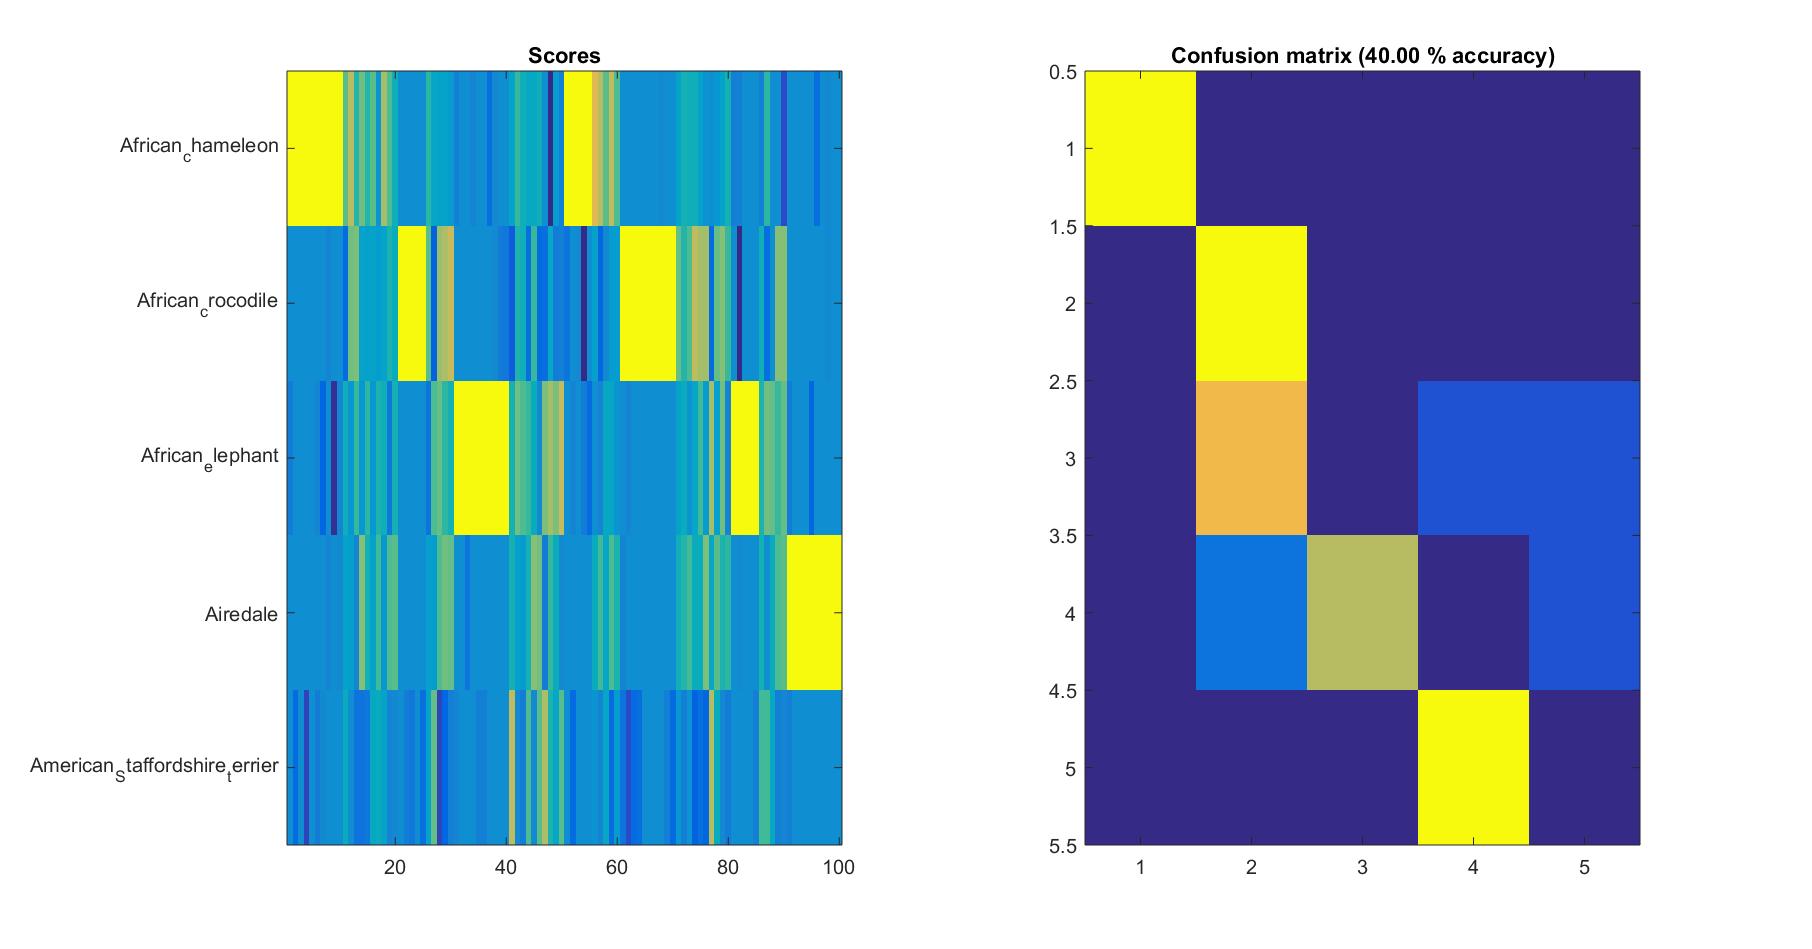 Scores
African_chameleon
African_crocodile
African_elephant
Airedale
American_Staffordshire_terrier
20 40 60 80 100
Confusion matrix (40.00 % accuracy)
0.5
1
1.5
2
2.5
3
3.5
4
4.5
5
5.5
1 2 3 4 5